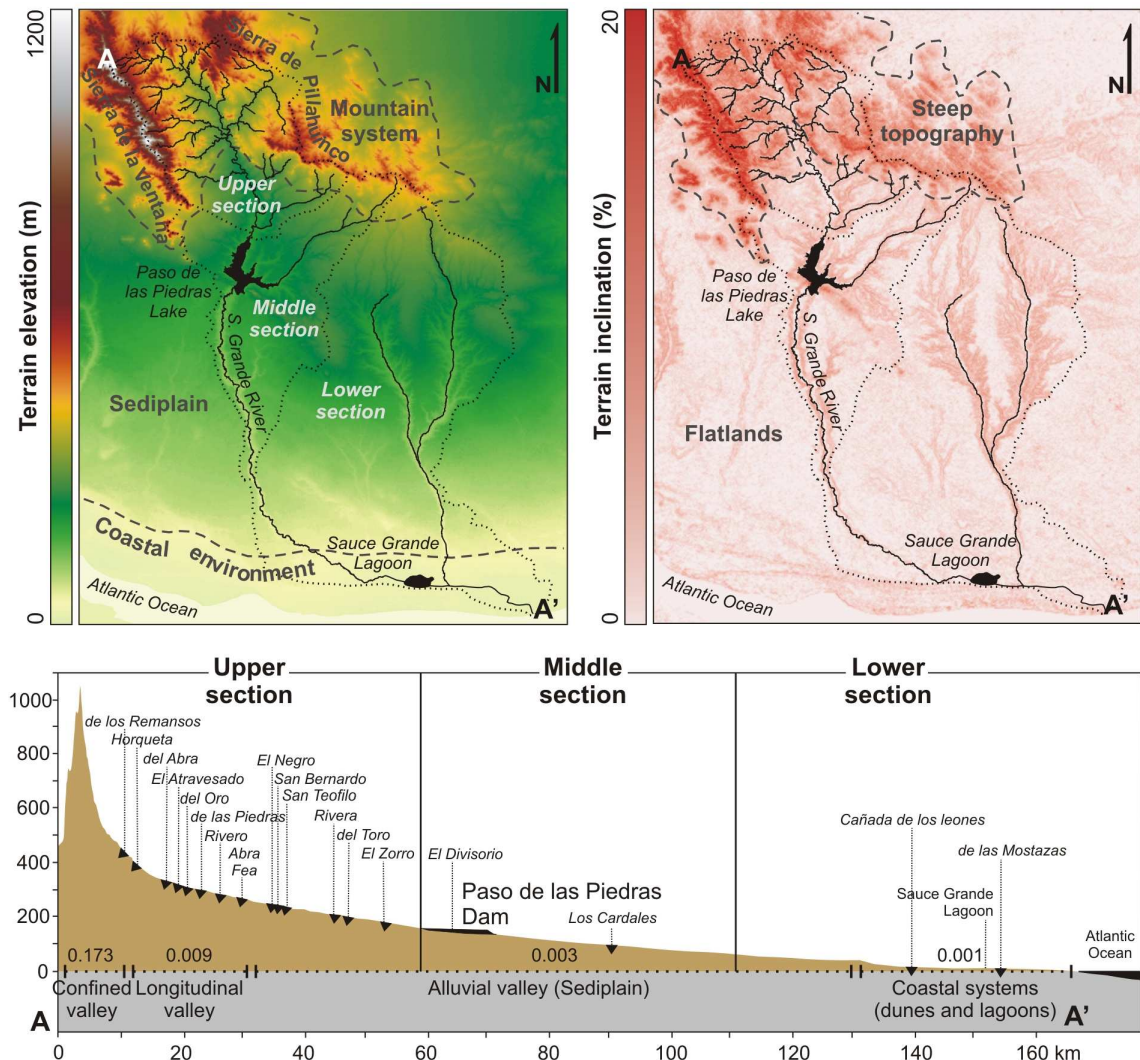 1200
Terrain elevation (m)
0
A
Sierra de Pillahunco
Sierra de la Ventana
N
Mountain
system
Upper
section
Paso de
las Piedras
Lake
Middle
section
S. Grande River
Lower
section
Sediplain
Coastal environment
Sauce Grande
Lagoon
Atlantic Ocean
A'
20
Terrain inclination (%)
0
A
N
Steep
topography
Paso de
las Piedras
Lake
S. Grande River
Flatlands
Sauce Grande
Lagoon
Atlantic Ocean
A'
Upper
section
Middle
section
Lower
section
1000
800
600
400
200
0
de los Remansos
Horqueta
del Abra
El Atravesado
del Oro
de las Piedras
Rivero
Abra
Fea
El Negro
San Bernardo
San Teofilo
Rivera
del Toro
El Zorro
El Divisorio
Paso de las Piedras
Dam
Los Cardales
Cañada de los leones
de las Mostazas
Sauce Grande
Lagoon
Atlantic
Ocean
0.173
0.009
0.003
0.001
Confined
valley
Longitudinal
valley
Alluvial valley (Sediplain)
Coastal systems
(dunes and lagoons)
A
A'
0
20
40
60
80
100
120
140
160 km